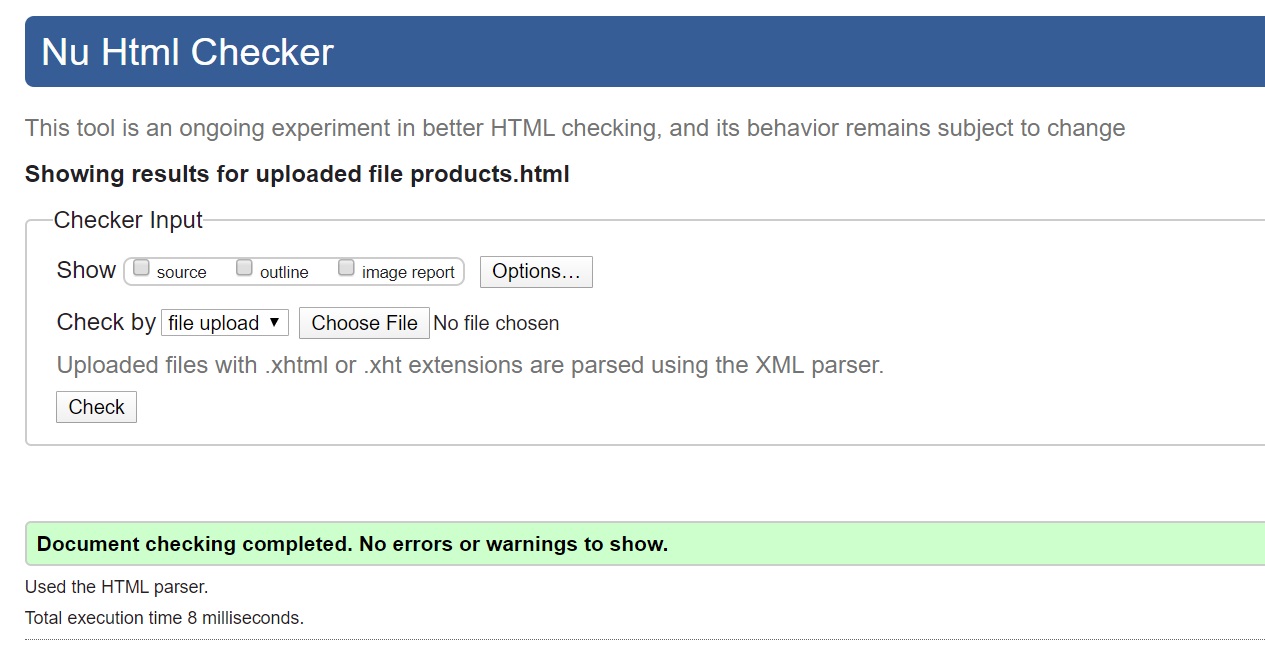 Nu Html Checker
This tool is an ongoing experiment in better HTML checking, and its behavior remains subject to change
Showing results for uploaded file products.html
Checker Input
Show source outline image report Options...
Check by file upload Choose File No file chosen
Uploaded files with .xhtml or .xht extensions are parsed using the XML parser.
Check
Document checking completed. No errors or warnings to show.
Used the HTML parser.
Total execution time 8 milliseconds.